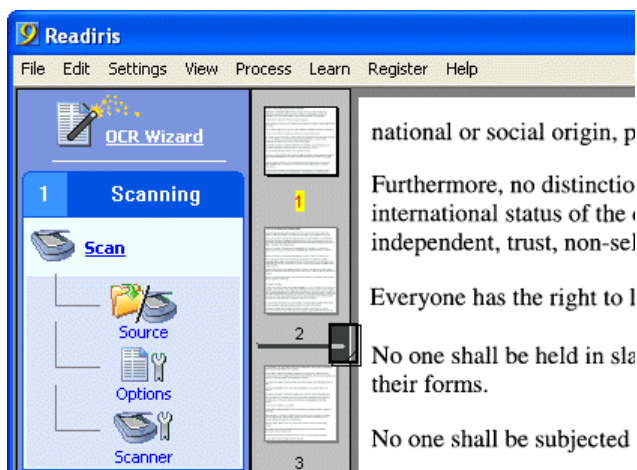 9 Readiris
File Edit Settings View Process Learn Register Help
OCR Wizard
1 Scanning
Scan
Source
Options
Scanner
1
2
3
national or social origin, p
Furthermore, no distinctio
international status of the
independent, trust, non-sel
Everyone has the right to l
No one shall be held in sla
their forms.
No one shall be subjected